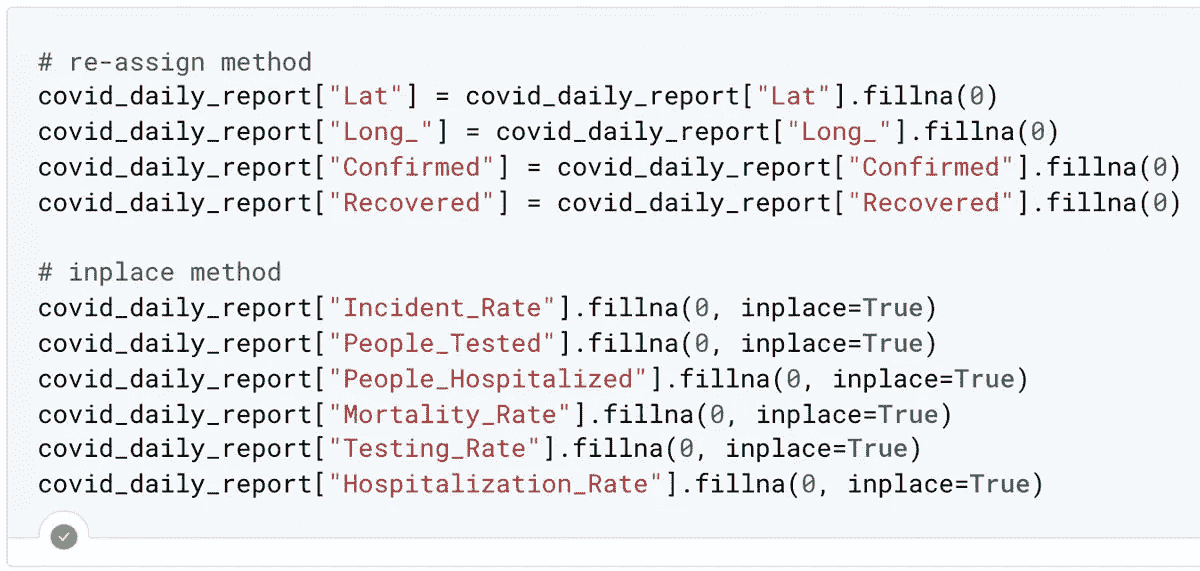 # re-assign method
covid_daily_report["Lat"] = covid_daily_report["Lat"].fillna(0)
covid_daily_report["Long_"] = covid_daily_report["Long_"].fillna(0)
covid_daily_report["Confirmed"] = covid_daily_report["Confirmed"].fillna(0)
covid_daily_report["Recovered"] = covid_daily_report["Recovered"].fillna(0)
# inplace method
covid_daily_report["Incident_Rate"].fillna(0, inplace=True)
covid_daily_report["People_Tested"].fillna(0, inplace=True)
covid_daily_report["People_Hospitalized"].fillna(0, inplace=True)
covid_daily_report["Mortality_Rate"].fillna(0, inplace=True)
covid_daily_report["Testing_Rate"].fillna(0, inplace=True)
covid_daily_report["Hospitalization_Rate"].fillna(0, inplace=True)